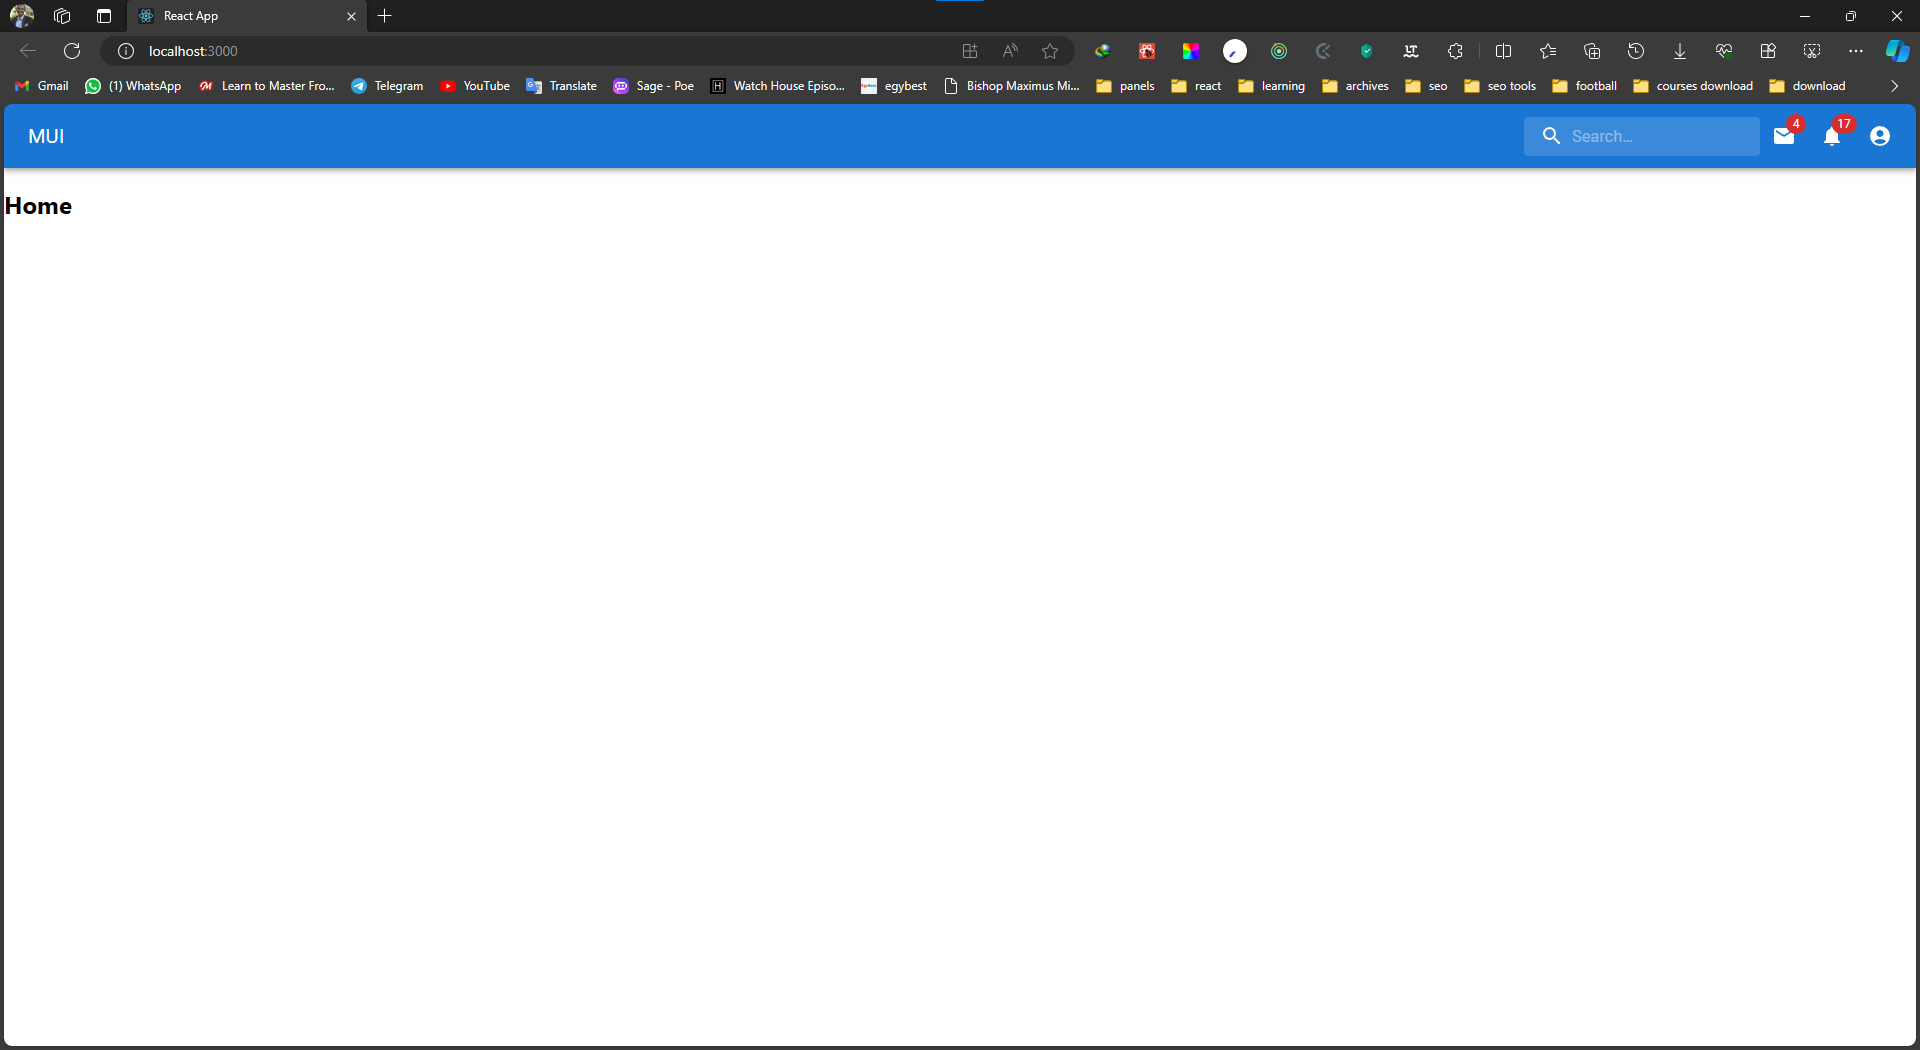 React App
localhost:3000
Gmail (1) WhatsApp Learn to Master Fro... Telegram YouTube Translate Sage - Poe Watch House Episo... egybest Bishop Maximus Mi... panels react learning archives seo seo tools football courses download download
MUI Search... 4 17
Home